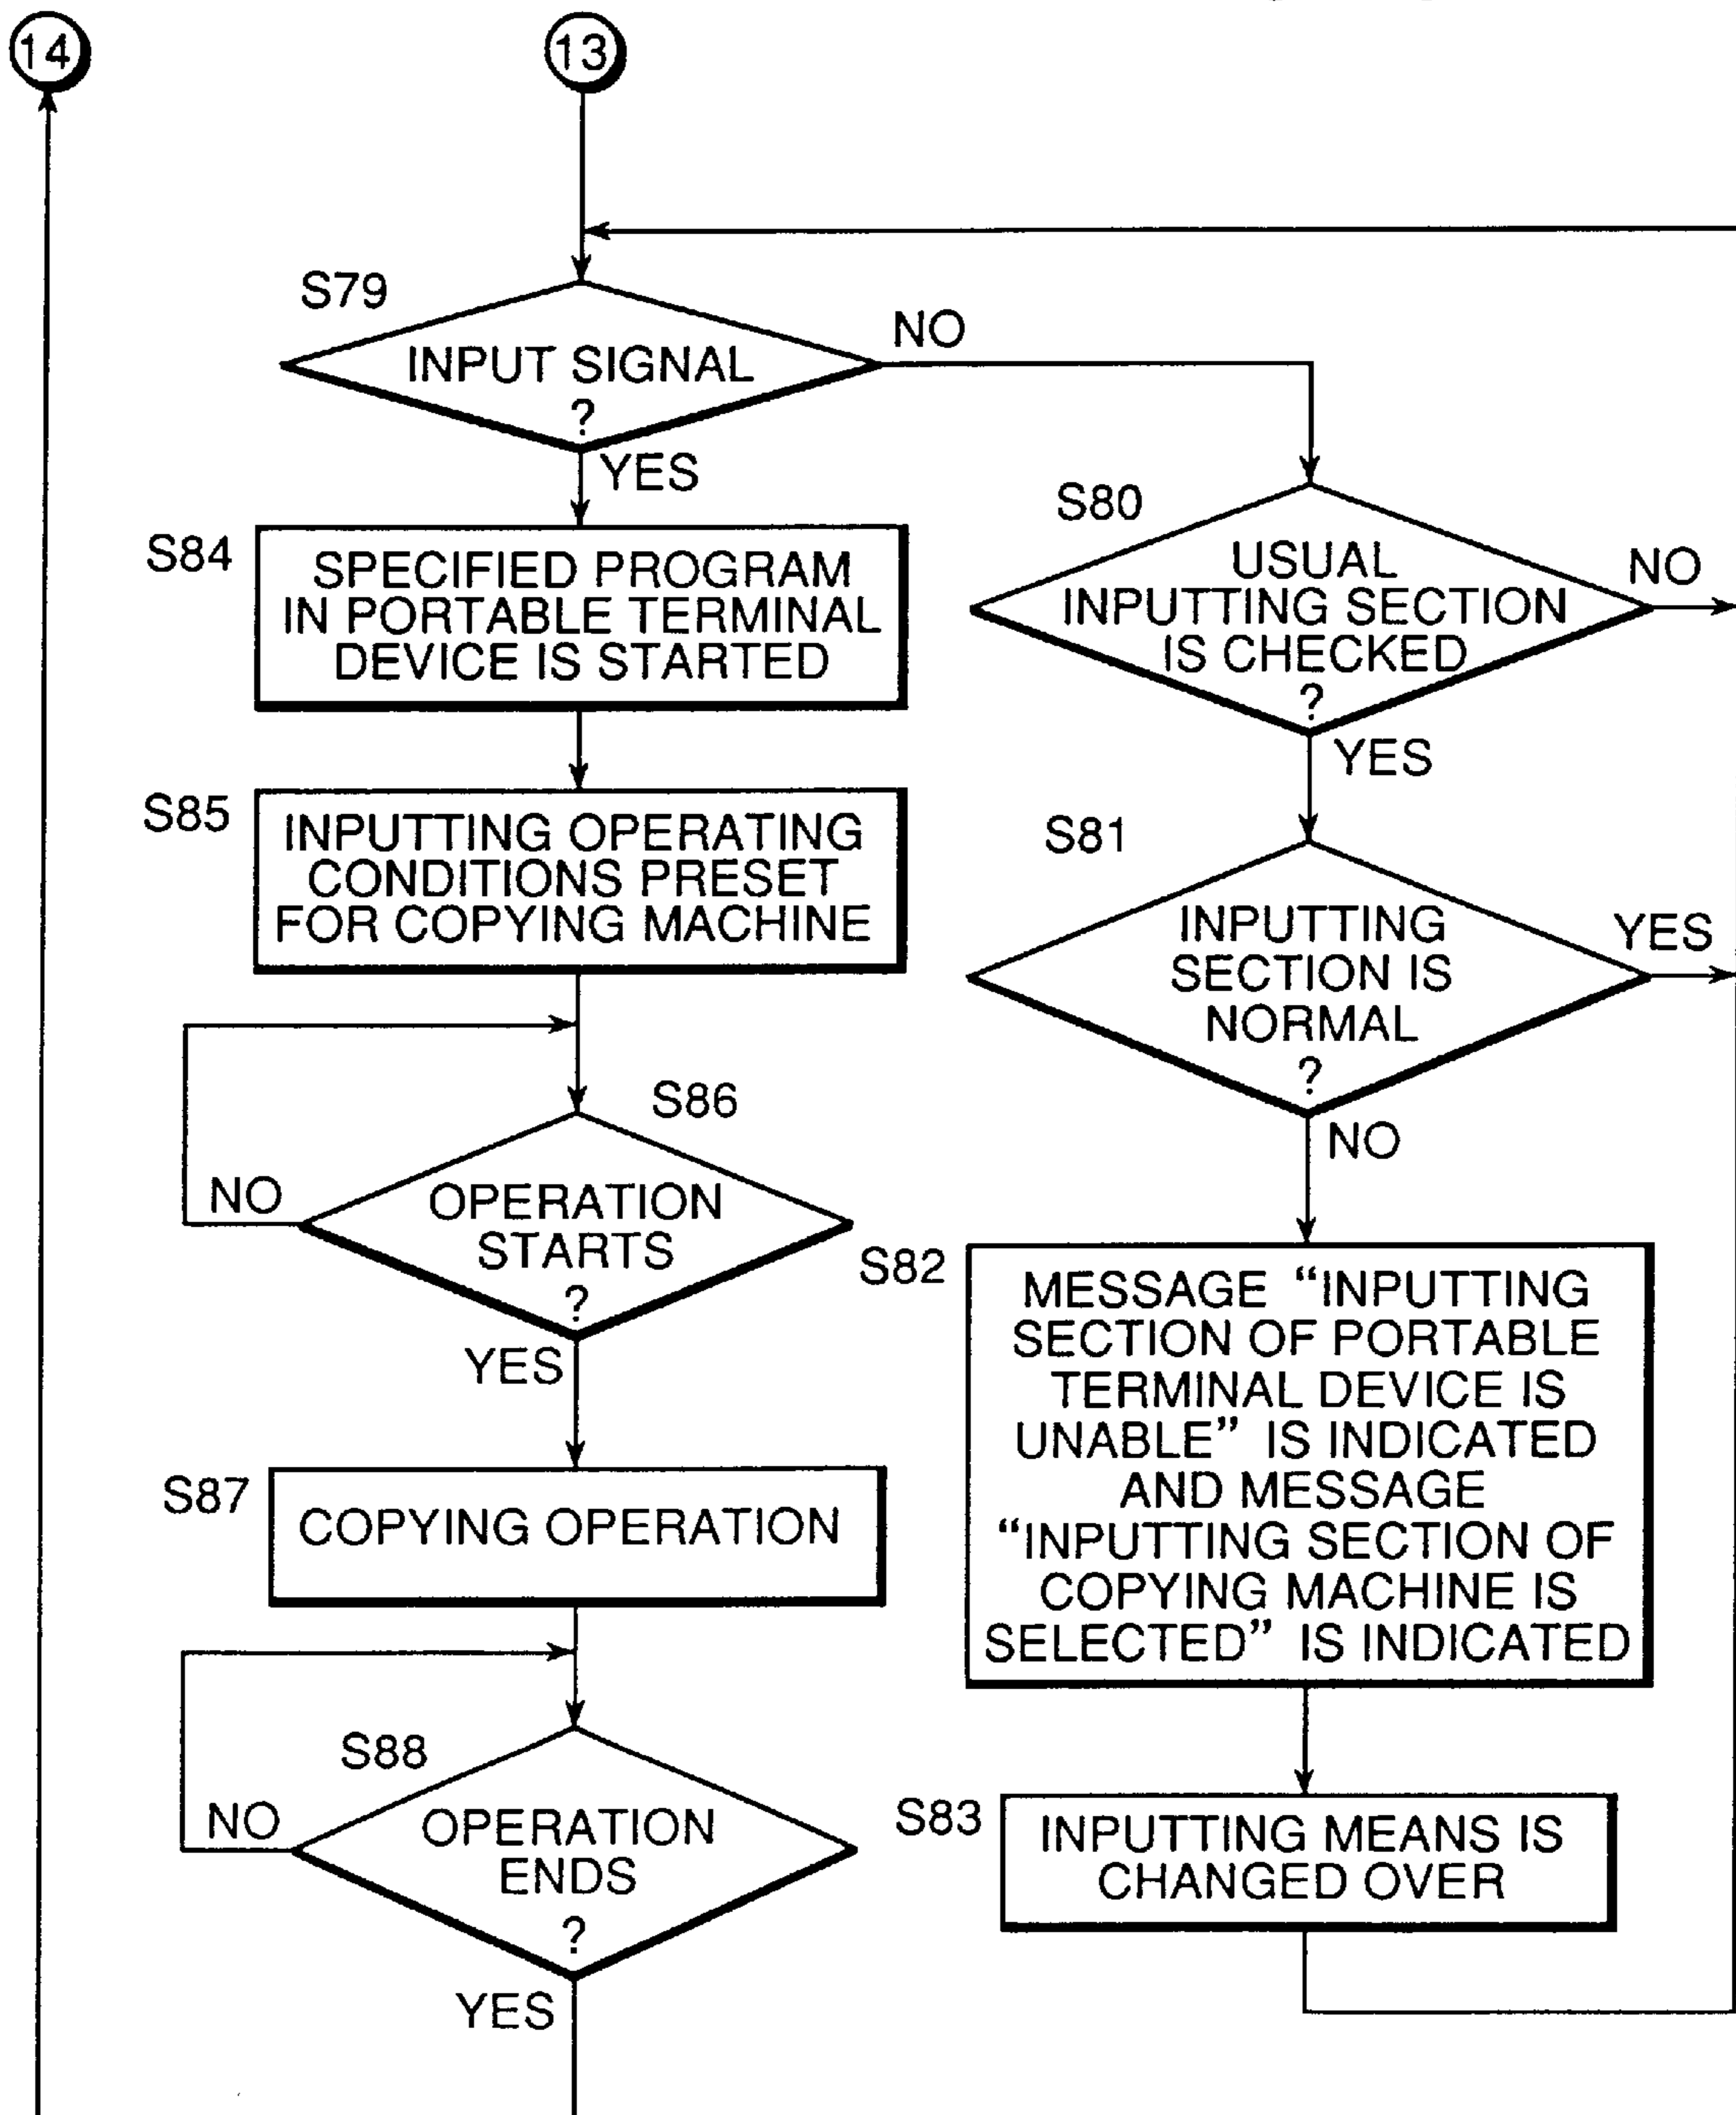 14
13
S79
INPUT SIGNAL
?
NO
YES
S84
SPECIFIED PROGRAM
IN PORTABLE TERMINAL
DEVICE IS STARTED
S80
USUAL
INPUTTING SECTION
IS CHECKED
?
NO
YES
S85
INPUTTING OPERATING
CONDITIONS PRESET
FOR COPYING MACHINE
S81
INPUTTING
SECTION IS
NORMAL
?
YES
NO
S86
OPERATION
STARTS
?
NO
YES
S82
MESSAGE “INPUTTING
SECTION OF PORTABLE
TERMINAL DEVICE IS
UNABLE” IS INDICATED
AND MESSAGE
“INPUTTING SECTION OF
COPYING MACHINE IS
SELECTED” IS INDICATED
S87
COPYING OPERATION
S88
OPERATION
ENDS
?
NO
YES
S83
INPUTTING MEANS IS
CHANGED OVER